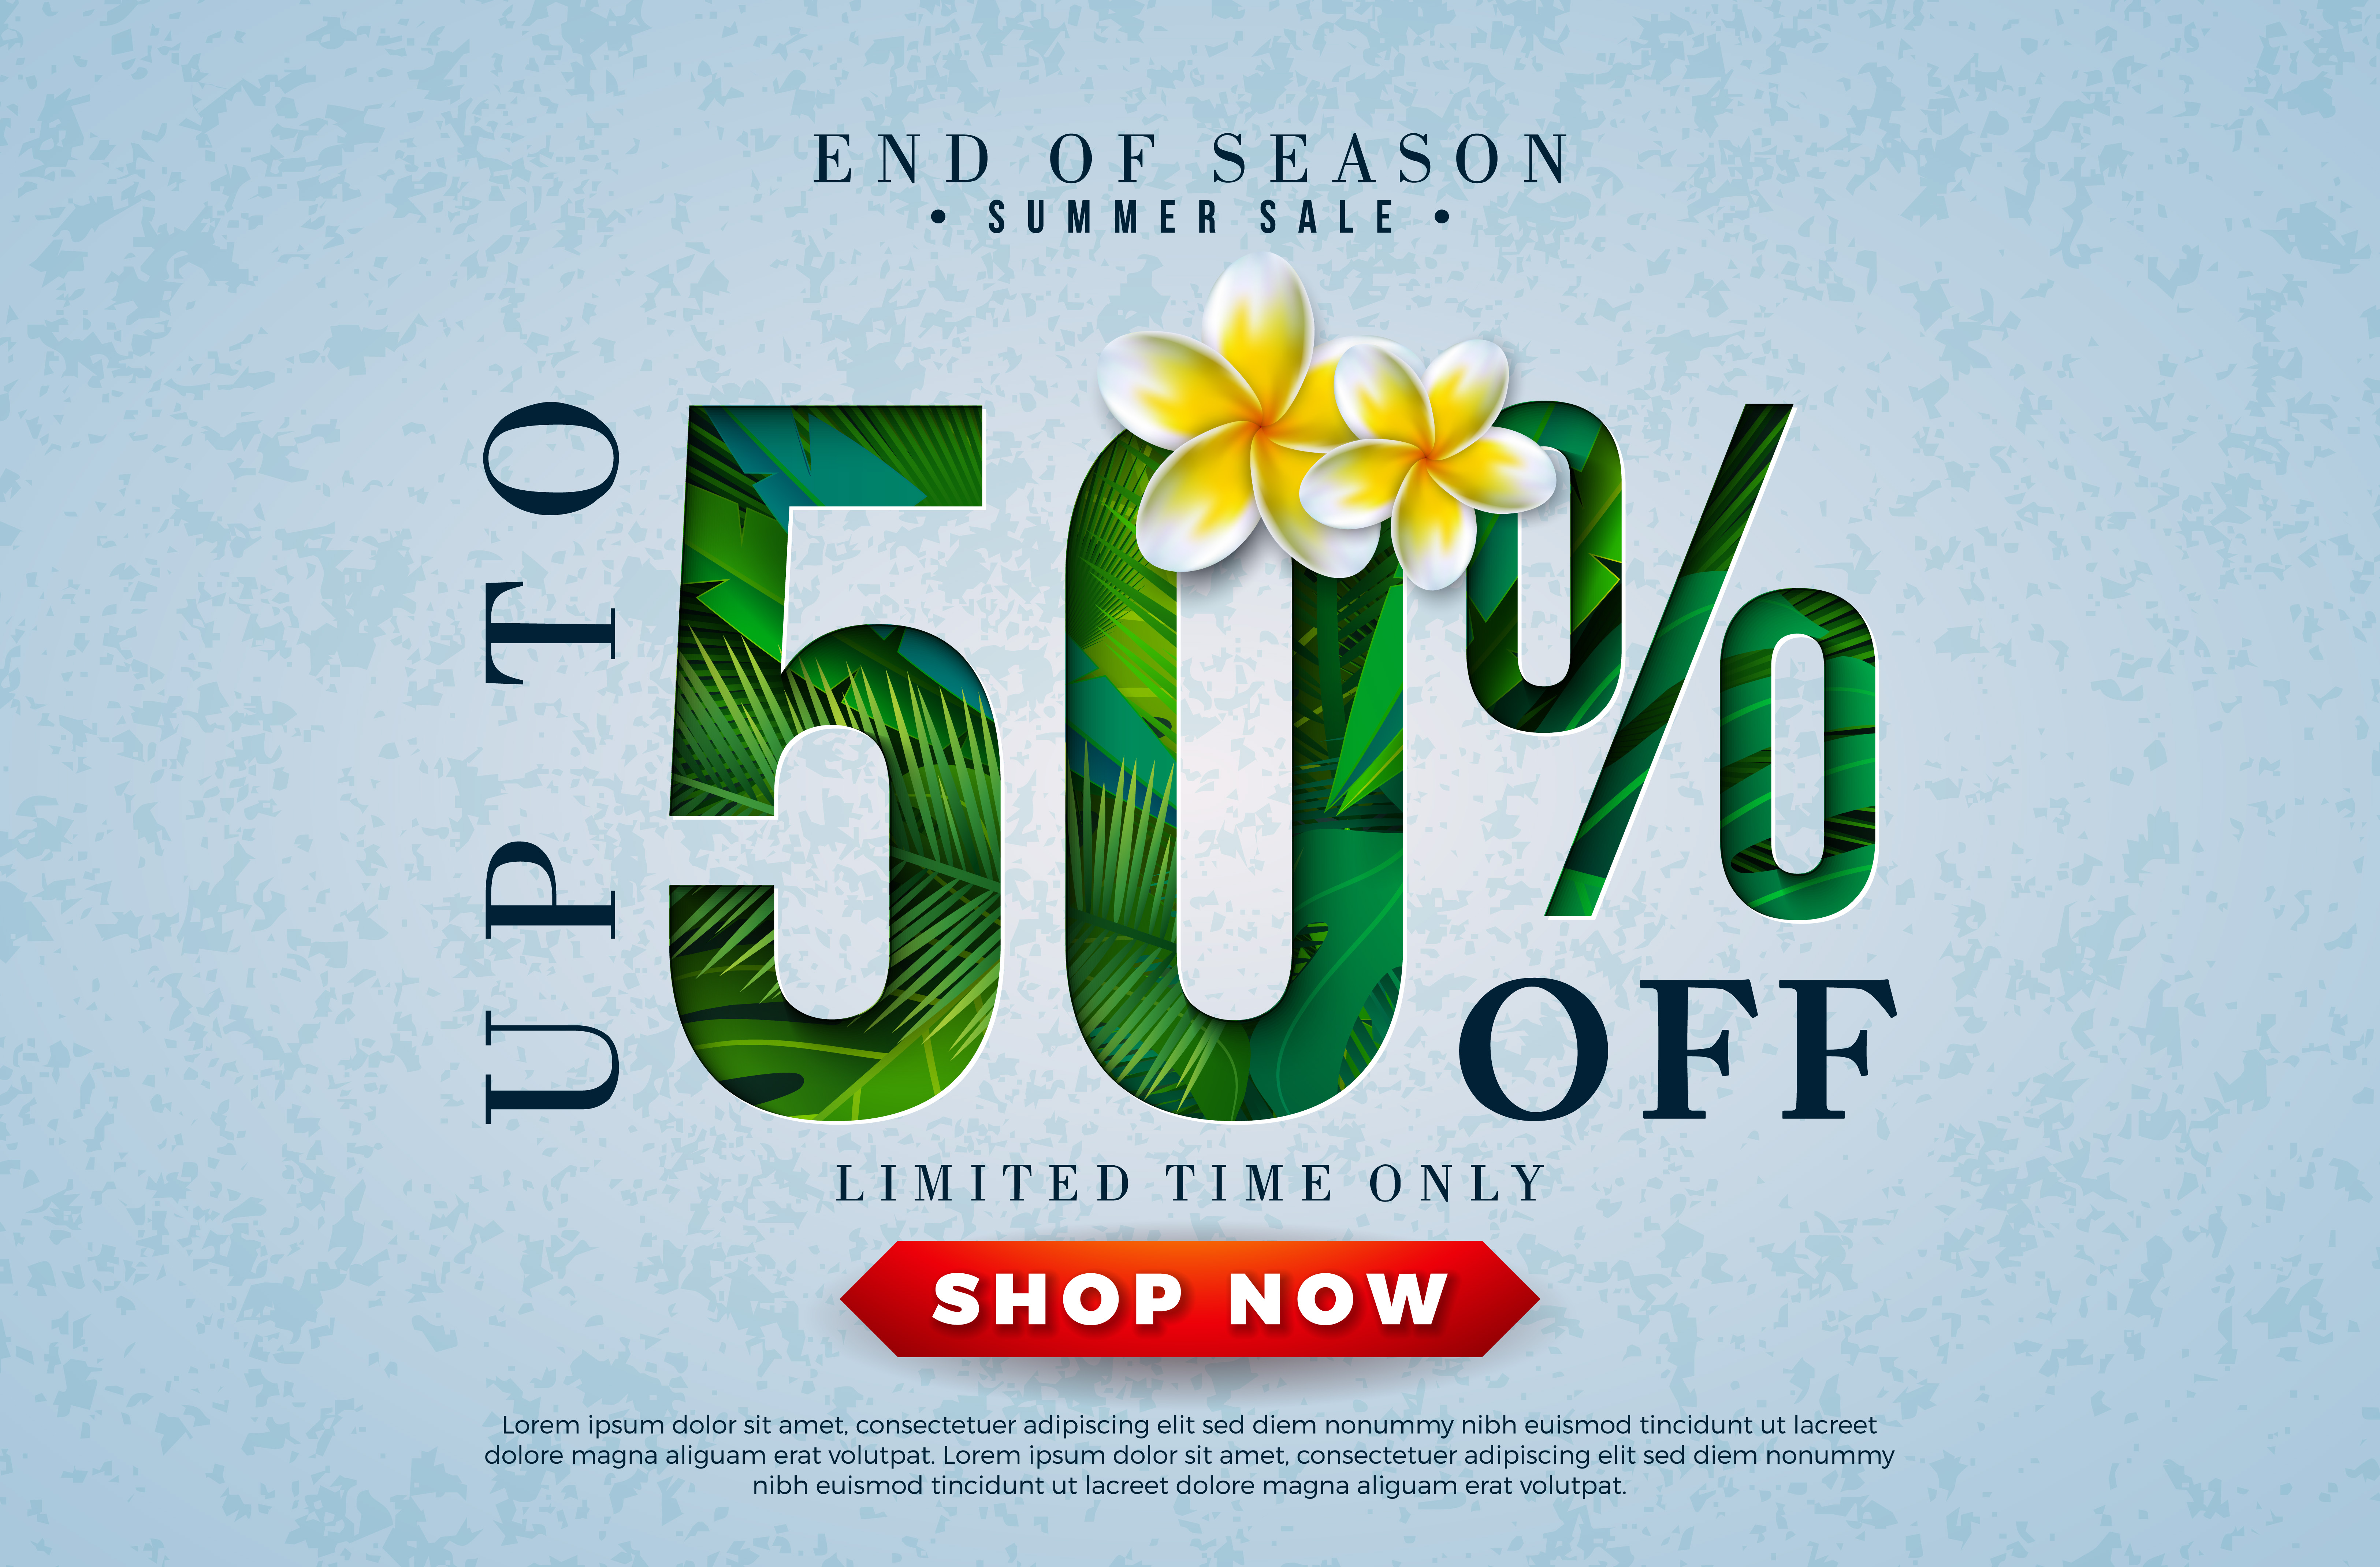 END OF SEASON
• SUMMER SALE •
UP TO
50%
OFF
LIMITED TIME ONLY
SHOP NOW
Lorem ipsum dolor sit amet, consectetuer adipiscing elit sed diem nonummy nibh euismod tincidunt ut lacreet
dolore magna aliguam erat volutpat. Lorem ipsum dolor sit amet, consectetuer adipiscing elit sed diem nonummy
nibh euismod tincidunt ut lacreet dolore magna aliguam erat volutpat.